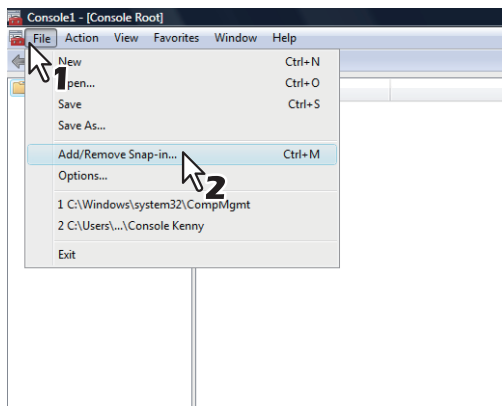 Console1 - [Console Root]
File Action View Favorites Window Help
1
New Ctrl+N
Open... Ctrl+O
Save Ctrl+S
Save As...
Add/Remove Snap-in... Ctrl+M
2
Options...
1 C:\Windows\system32\CompMgmt
2 C:\Users\...\Console Kenny
Exit